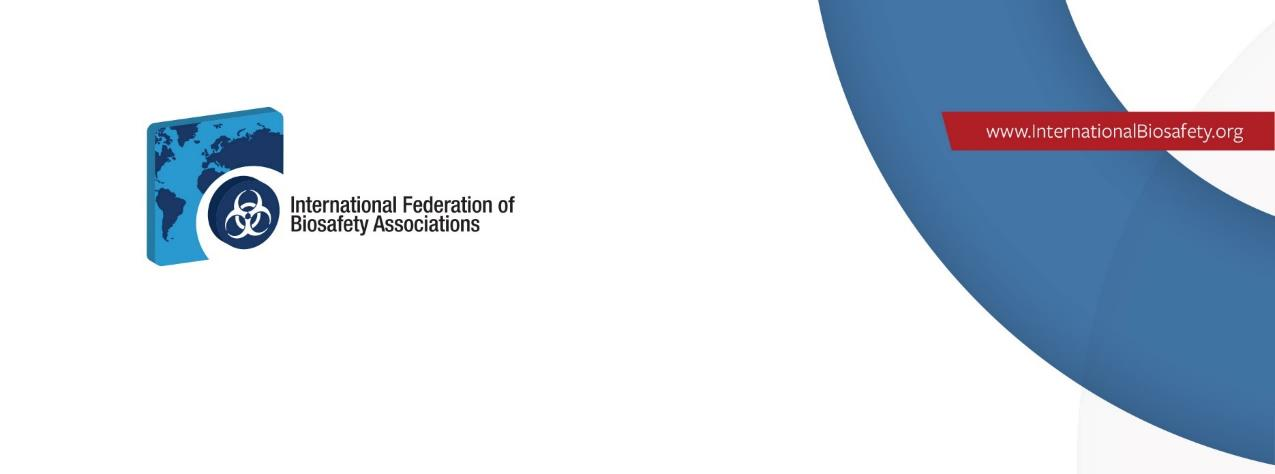 www.InternationalBiosafety.org
International Federation of
Biosafety Associations